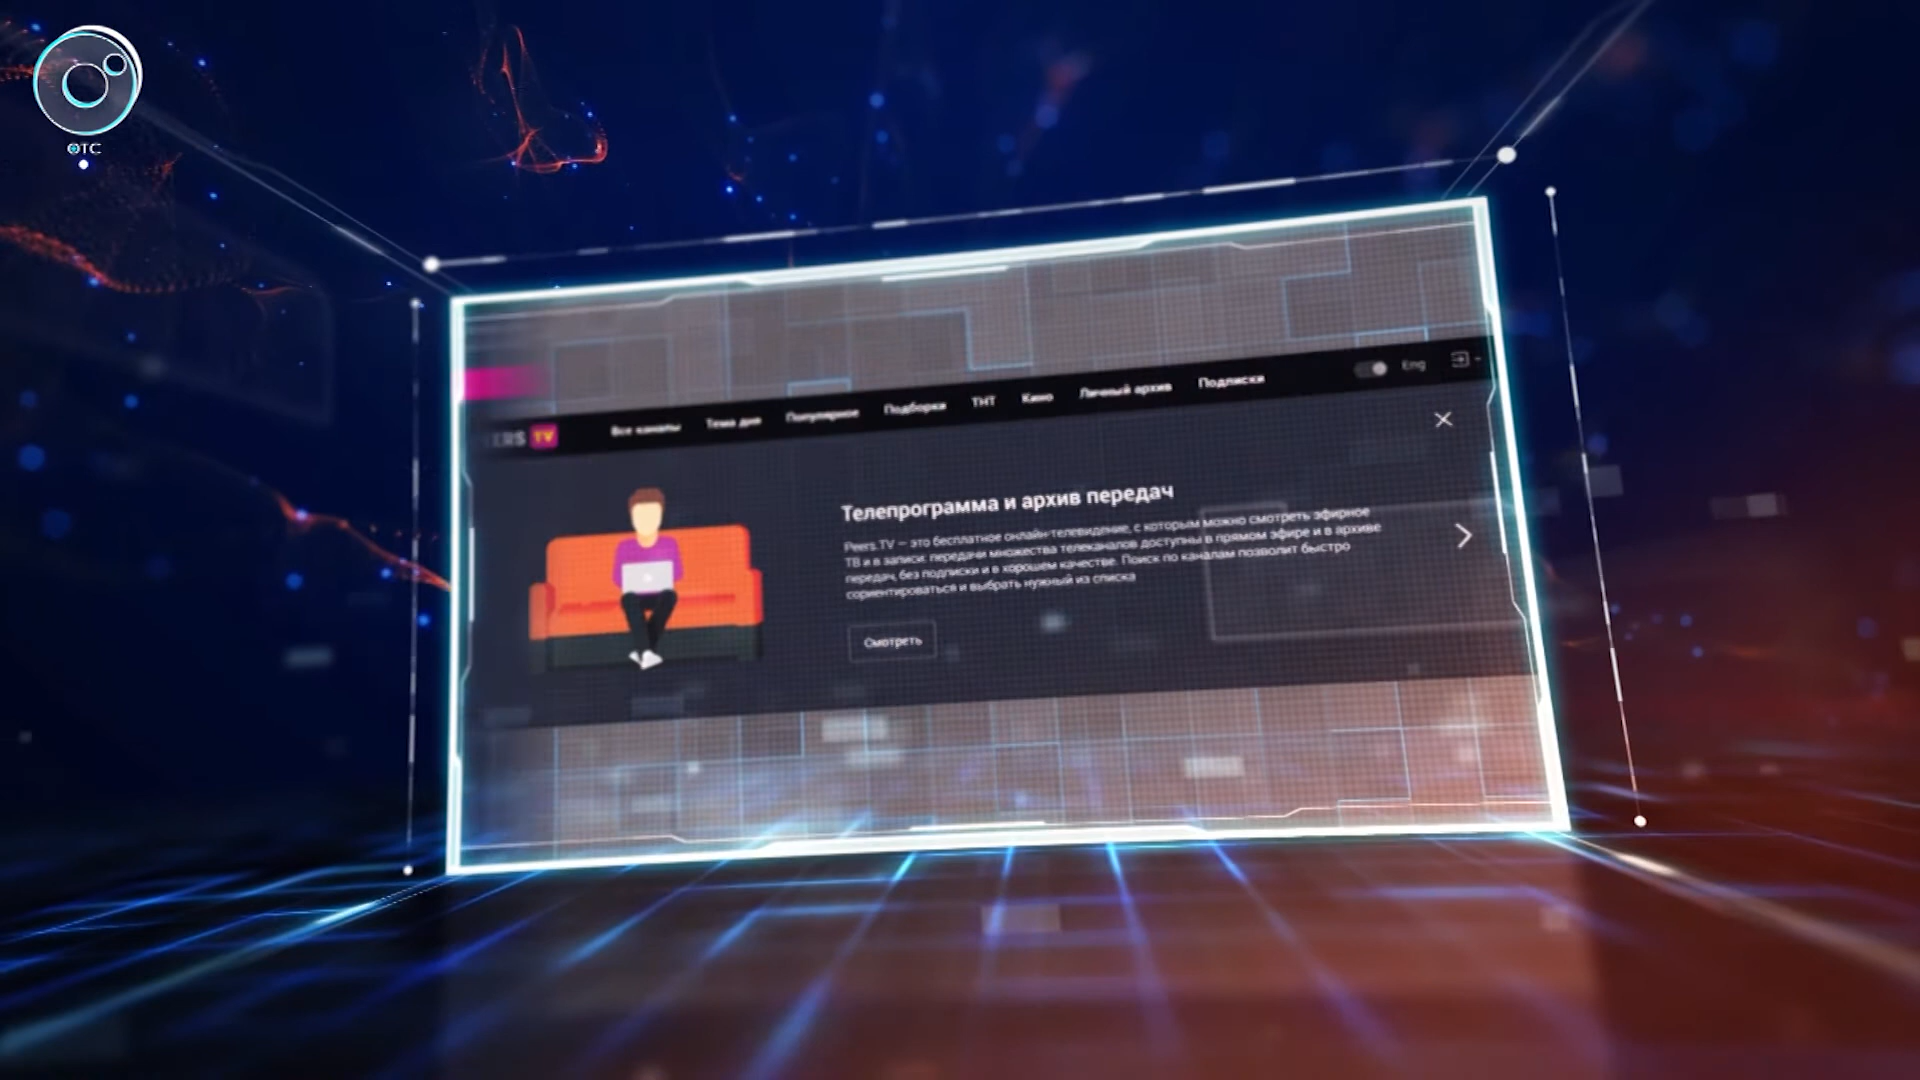 ОТС
Eng
ERS TV
Все каналы
Тема дня
Популярное
Подборки
ТНТ
Кино
Личный архив
Подписки
Телепрограмма и архив передач
Peers.TV — это бесплатное онлайн-телевидение, с которым можно смотреть эфирное
ТВ и в записи: передачи множества телеканалов доступны в прямом эфире и в архиве
передач, без подписки и в хорошем качестве. Поиск по каналам позволит быстро
сориентироваться и выбрать нужный из списка
Смотреть